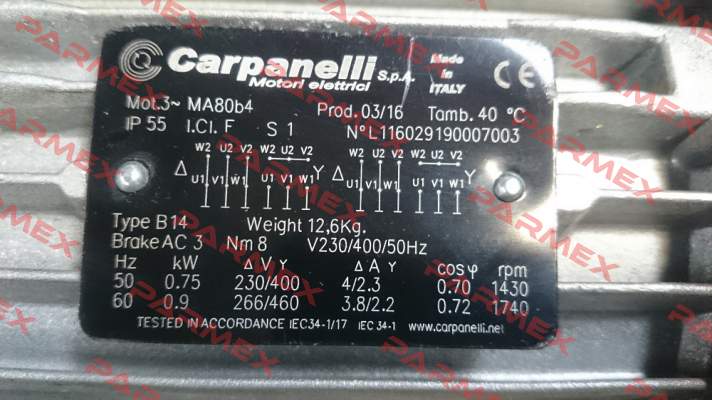 Carpanelli S.p.A.
Motori elettrici
Made in ITALY
CE
Mot.3~ MA80b4 Prod. 03/16 Tamb. 40 °C
IP 55 I.Cl. F S 1 N°L116029190007003
W2 U2 V2 W2 U2 V2 W2 U2 V2 W2 U2 V2
Δ U1 V1 W1 U1 V1 W1 Y Δ U1 V1 W1 U1 V1 W1 Y
Type B14 Weight 12,6Kg.
Brake AC 3 Nm 8 V230/400/50Hz
Hz kW Δ V Y Δ A Y cosφ rpm
50 0.75 230/400 4/2.3 0.70 1430
60 0.9 266/460 3.8/2.2 0.72 1740
TESTED IN ACCORDANCE IEC34-1/17 IEC 34-1 www.carpanelli.net
PARMEX